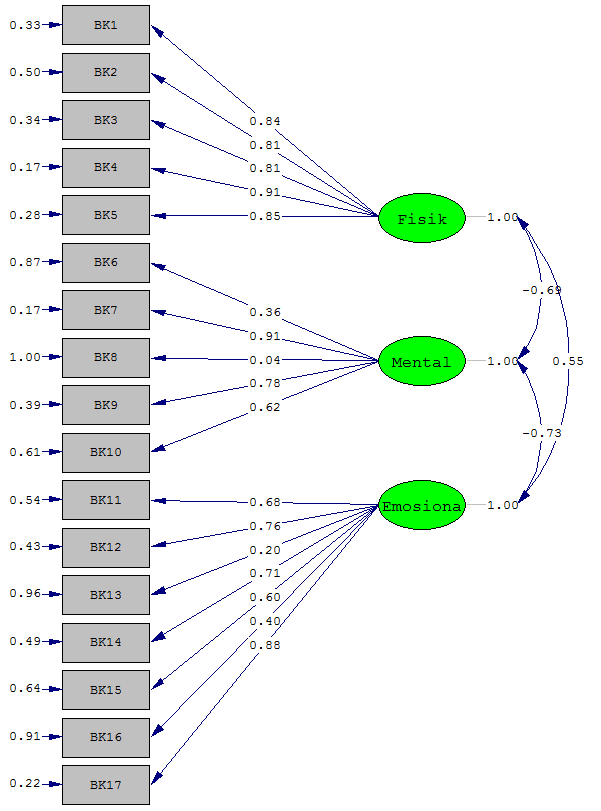 0.33 BK1
0.50 BK2
0.34 BK3
0.84
0.81
0.17 BK4 0.81
0.91
0.28 BK5 0.85 Fisik 1.00
0.87 BK6
-0.69
0.17 BK7 0.36
0.91
1.00 BK8 0.04 Mental 1.00 0.55
0.78
0.39 BK9 0.62
-0.73
0.61 BK10
0.54 BK11 0.68 Emosiona 1.00
0.76
0.43 BK12 0.20
0.71
0.96 BK13 0.60
0.40
0.49 BK14 0.88
0.64 BK15
0.91 BK16
0.22 BK17